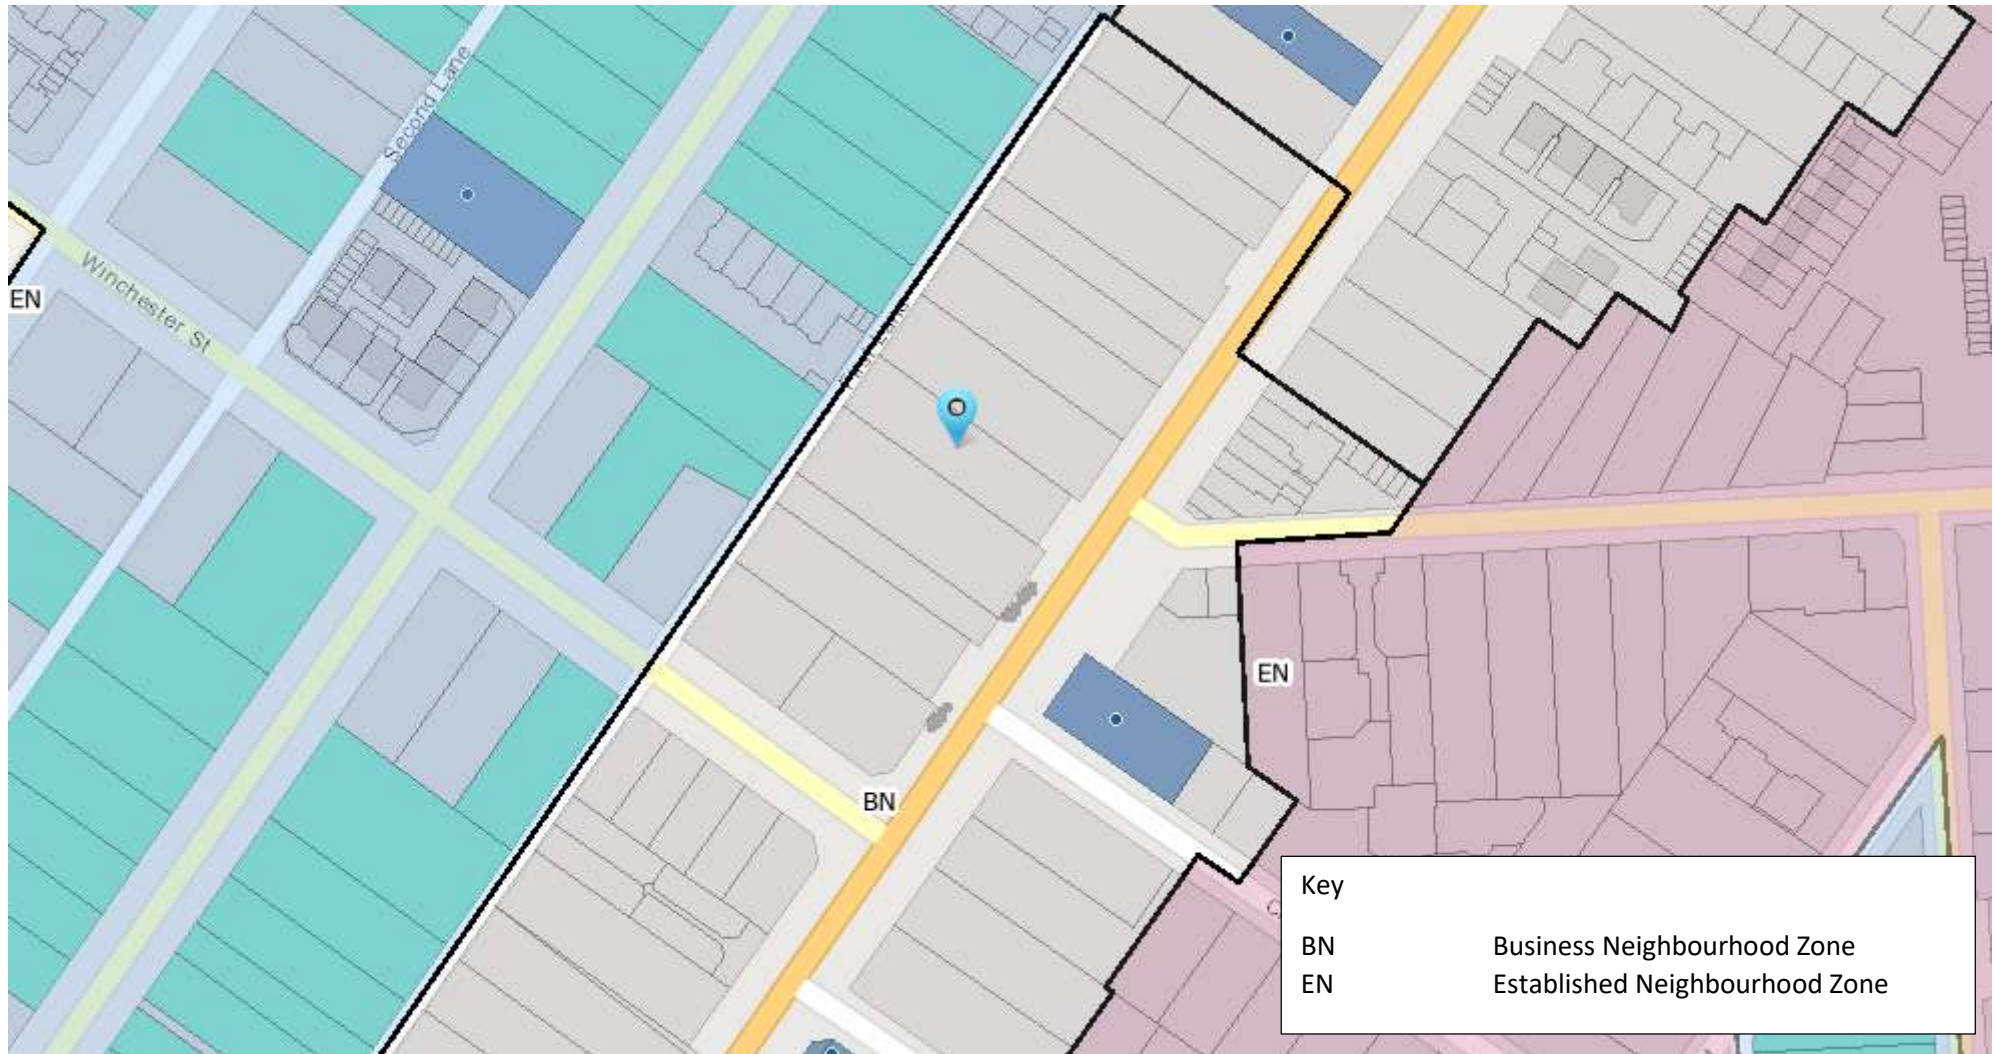 Second Lane
Winchester St
EN
EN
BN
Key
BN Business Neighbourhood Zone
EN Established Neighbourhood Zone